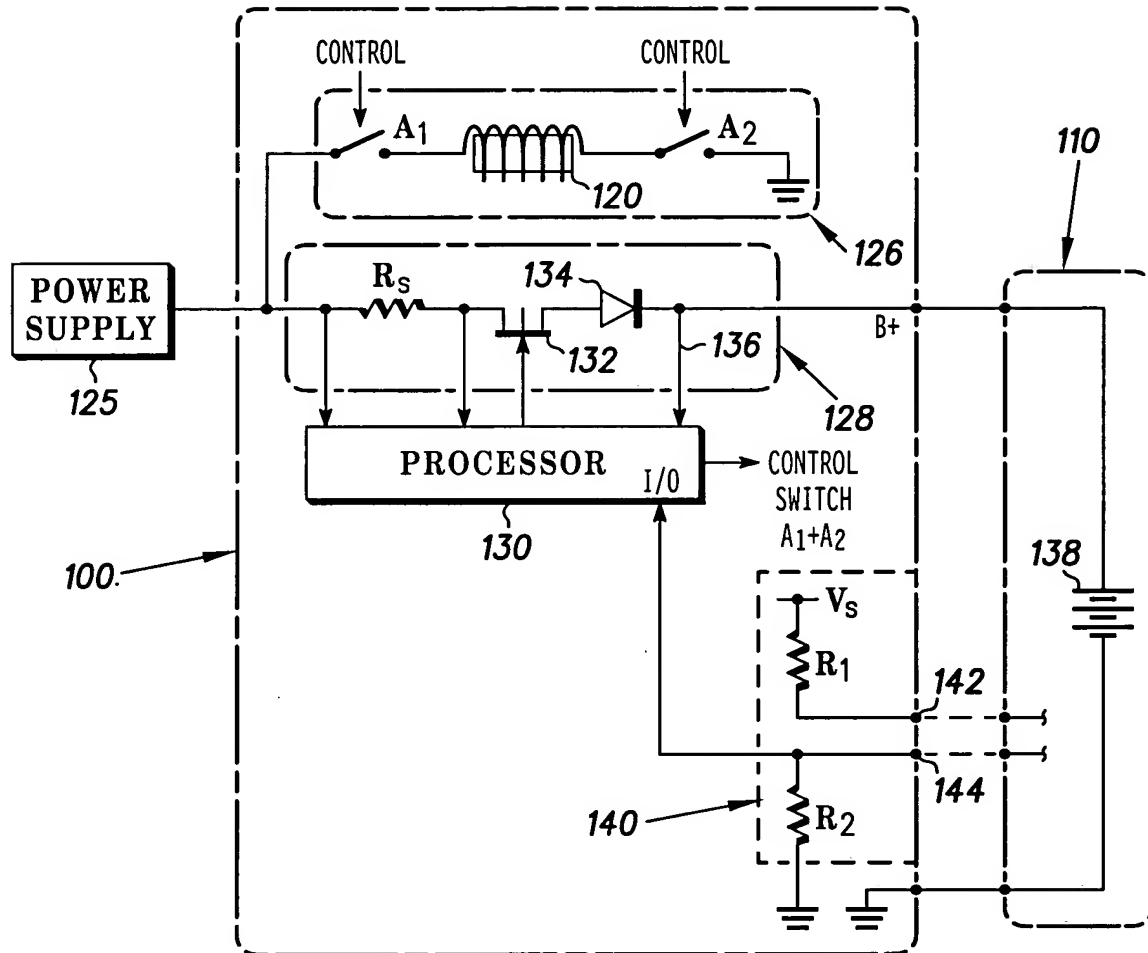 CONTROL
CONTROL
A1
A2
120
126
110
POWER
SUPPLY
125
RS
134
132
136
128
B+
PROCESSOR
I/O
130
CONTROL
SWITCH
A1+A2
100.
138
VS
R1
142
144
140
R2